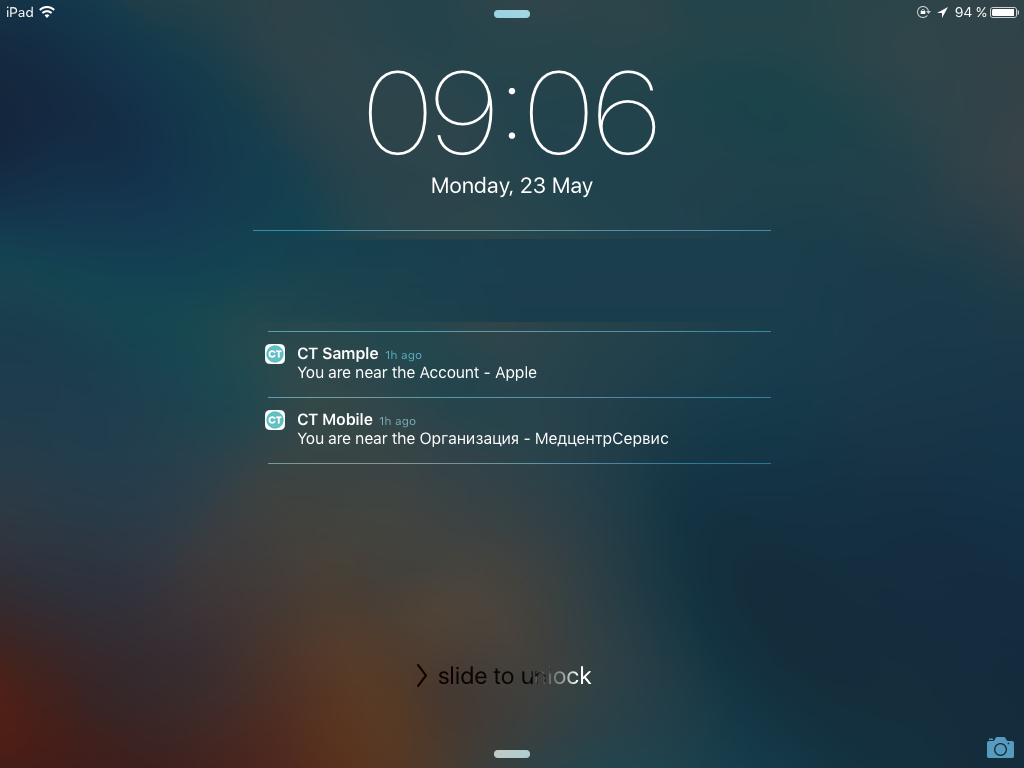 iPad 94 %
09:06
Monday, 23 May
CT CT Sample 1h ago
You are near the Account - Apple
CT CT Mobile 1h ago
You are near the Организация - МедцентрСервис
slide to unlock